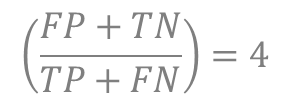 (FP + TN / TP + FN) = 4